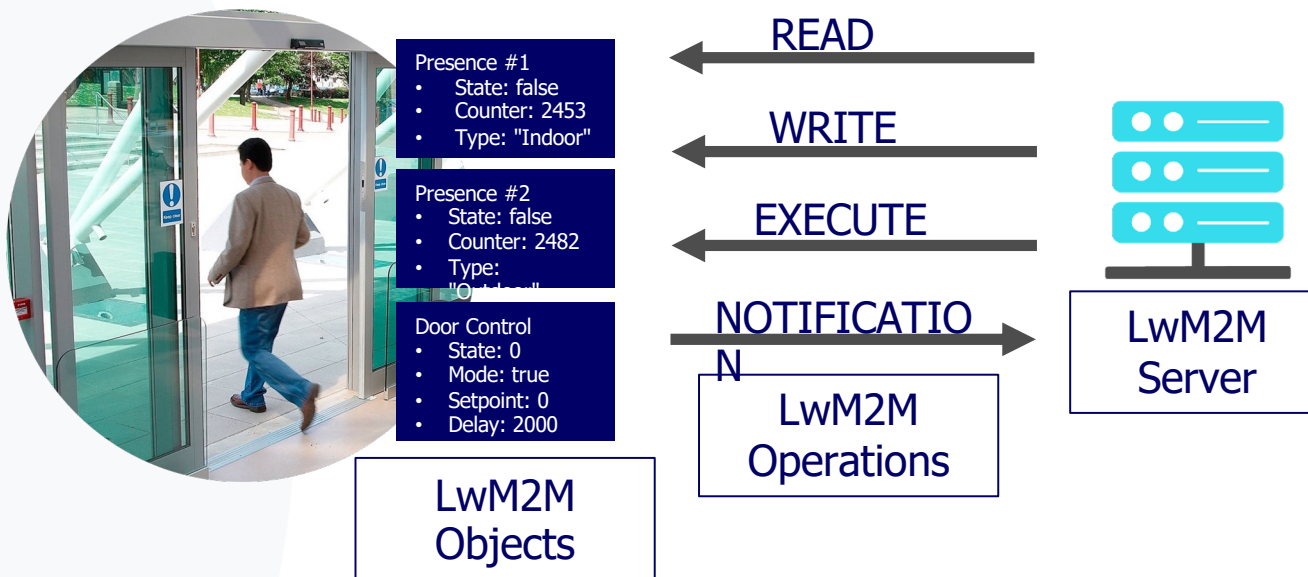 Presence #1
• State: false
• Counter: 2453
• Type: "Indoor"
Presence #2
• State: false
• Counter: 2482
• Type:
"Outdoor"
Door Control
• State: 0
• Mode: true
• Setpoint: 0
• Delay: 2000
LwM2M
Objects
READ
WRITE
EXECUTE
NOTIFICATIO
N
LwM2M
Operations
LwM2M
Server